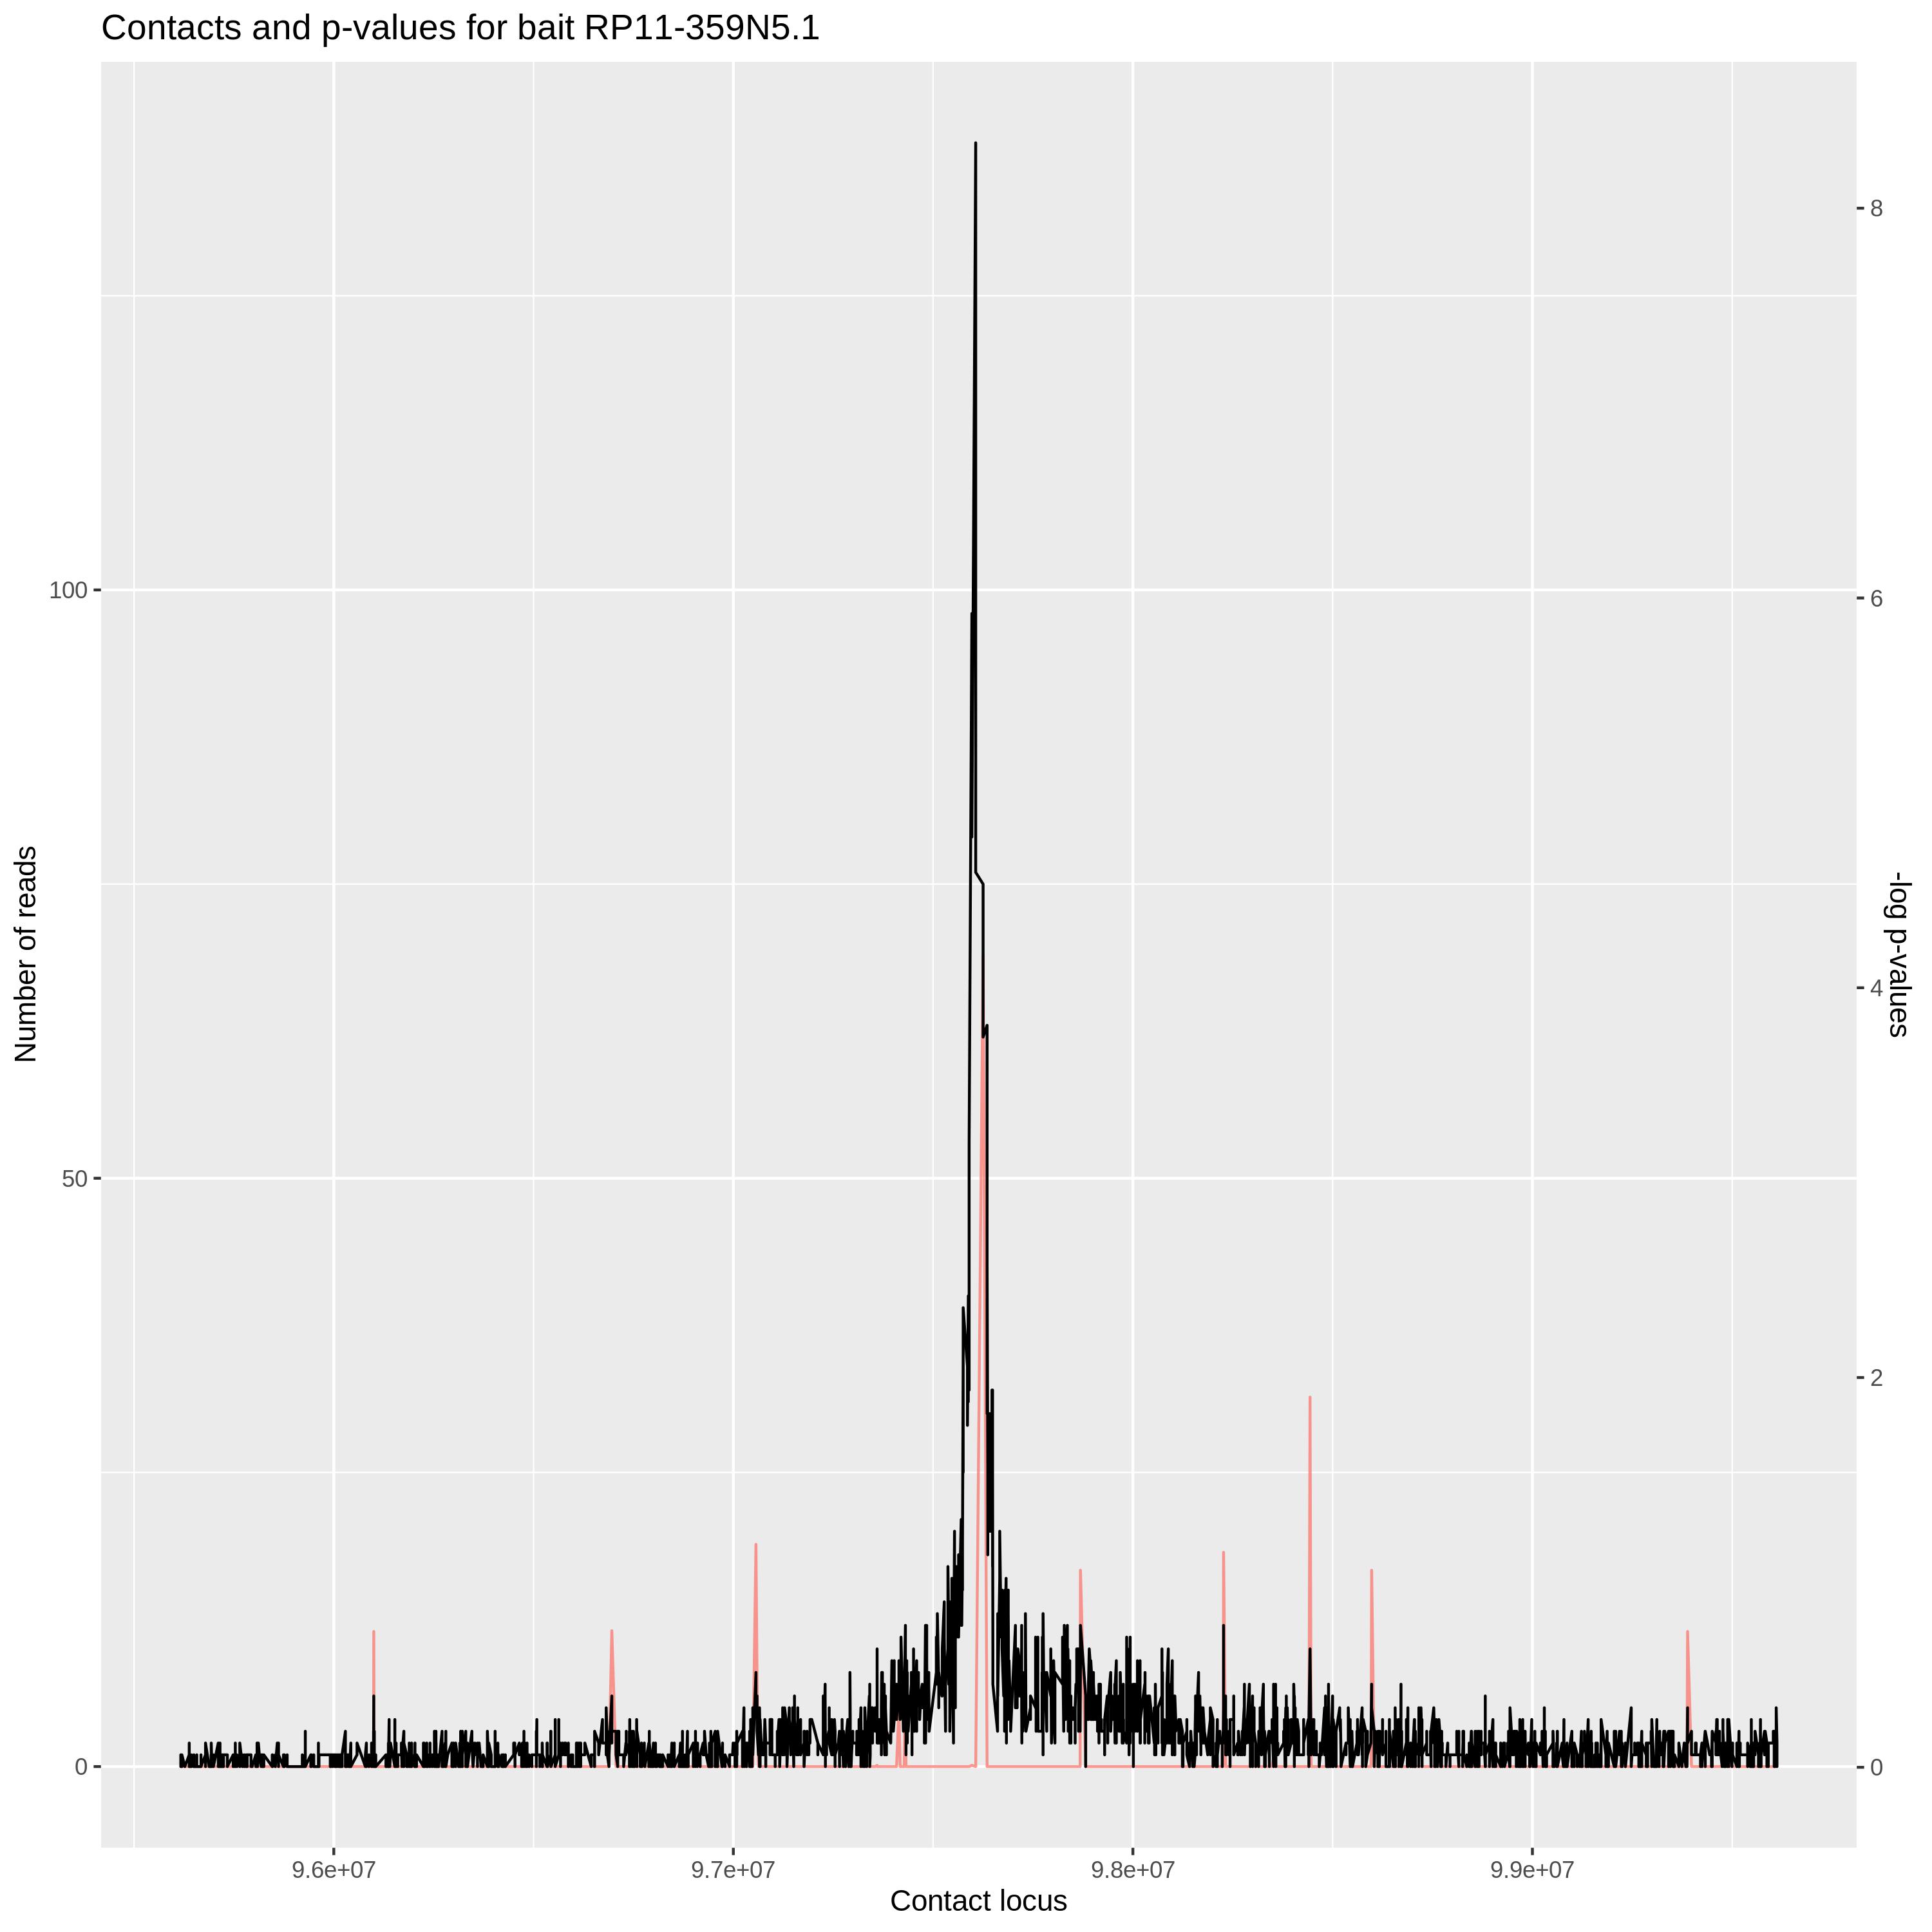 Contacts and p-values for bait RP11-359N5.1
Number of reads
100
50
0
8
6
4
2
0
-log p-values
9.6e+07
9.7e+07
9.8e+07
9.9e+07
Contact locus